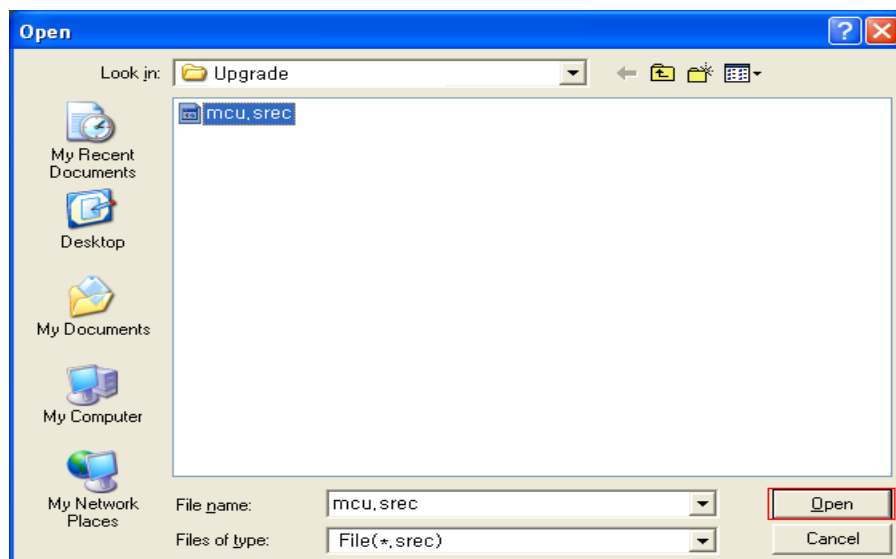 Open
Look in:
Upgrade
mcu,srec
My Recent
Documents
Desktop
My Documents
My Computer
My Network
Places
File name:
mcu,srec
Open
Files of type:
File(*,srec)
Cancel